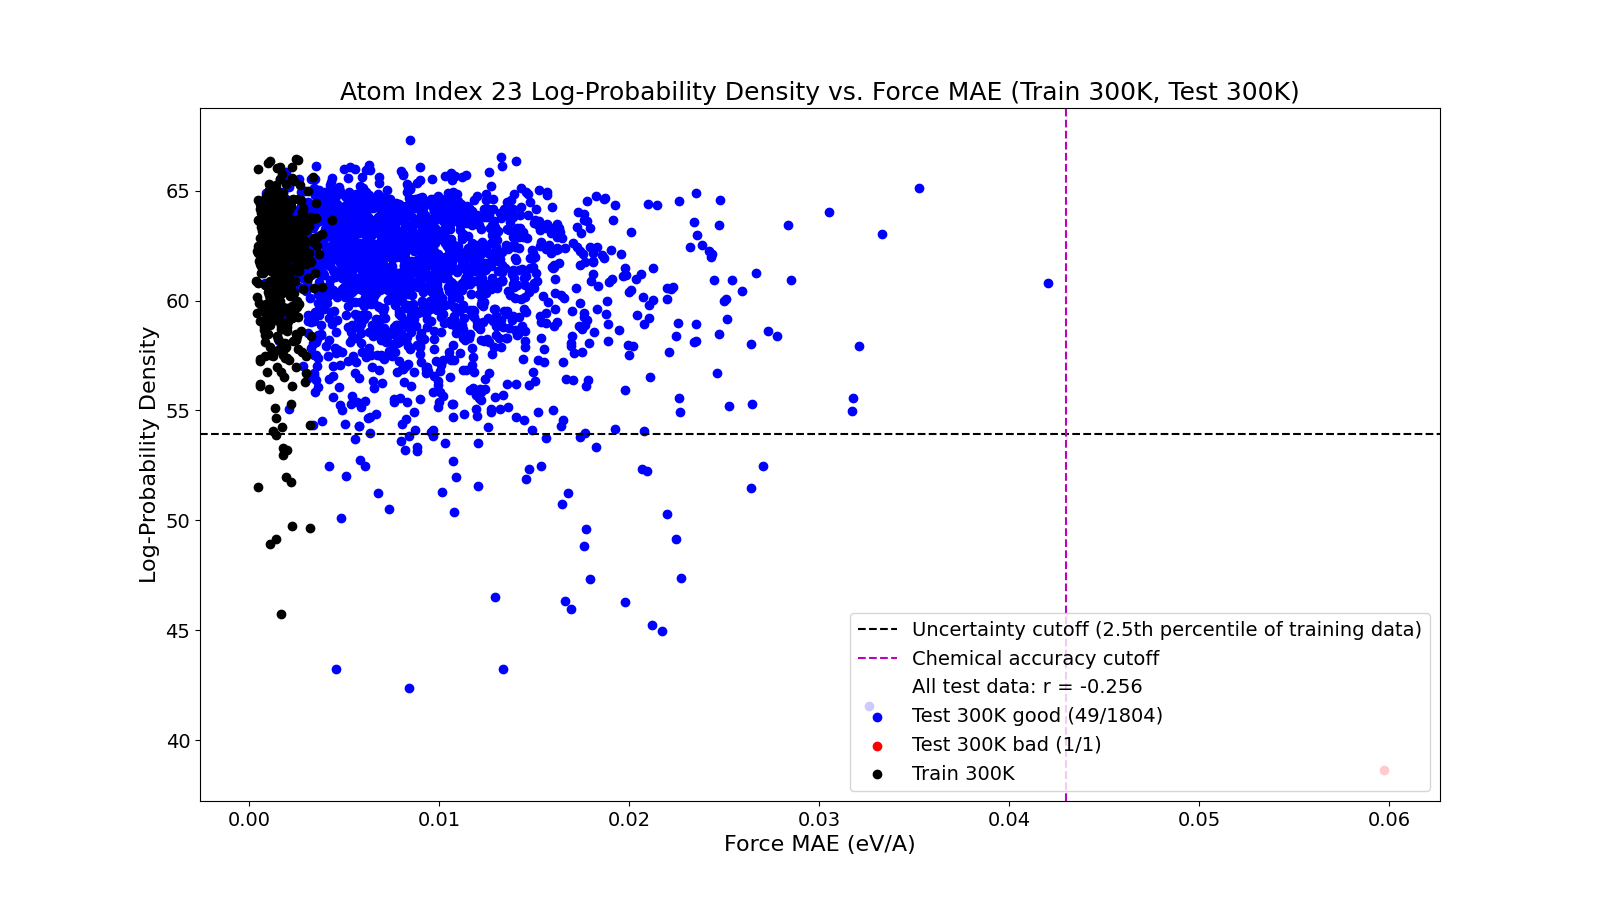 Atom Index 23 Log-Probability Density vs. Force MAE (Train 300K, Test 300K)
Log-Probability Density
65
60
55
50
45
40
Uncertainty cutoff (2.5th percentile of training data)
Chemical accuracy cutoff
All test data: r = -0.256
Test 300K good (49/1804)
Test 300K bad (1/1)
Train 300K
0.00 0.01 0.02 0.03 0.04 0.05 0.06
Force MAE (eV/A)